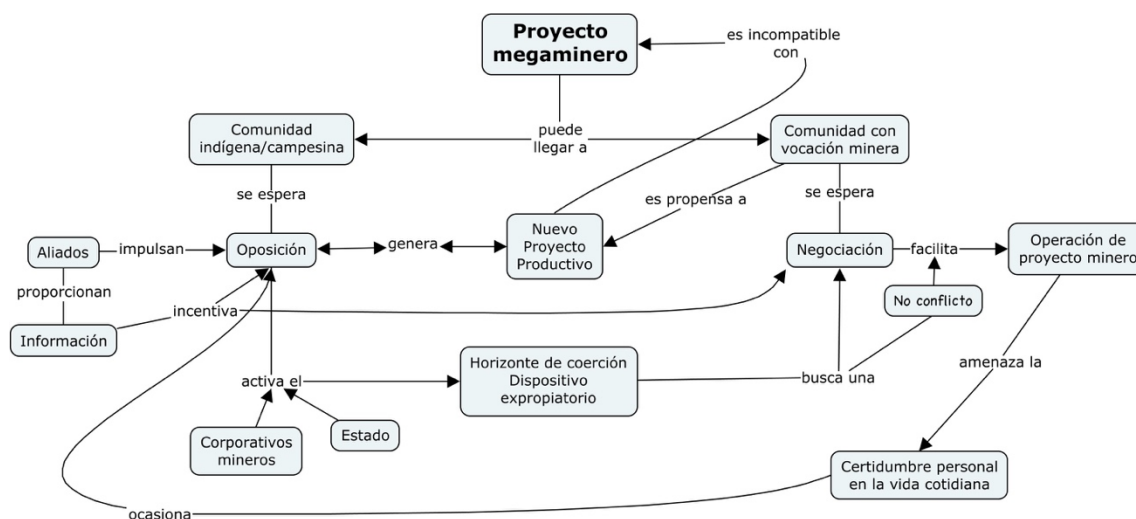 Proyecto
megaminero
es incompatible
con
Comunidad
indígena/campesina
puede
llegar a
Comunidad con
vocación minera
se espera
es propensa a
se espera
Aliados
impulsan
Oposición
genera
Nuevo
Proyecto
Productivo
Negociación
facilita
Operación de
proyecto minero
proporcionan
incentiva
No conflicto
Información
activa el
Horizonte de coerción
Dispositivo
expropiatorio
busca una
amenaza la
Corporativos
mineros
Estado
Certidumbre personal
en la vida cotidiana
ocasiona